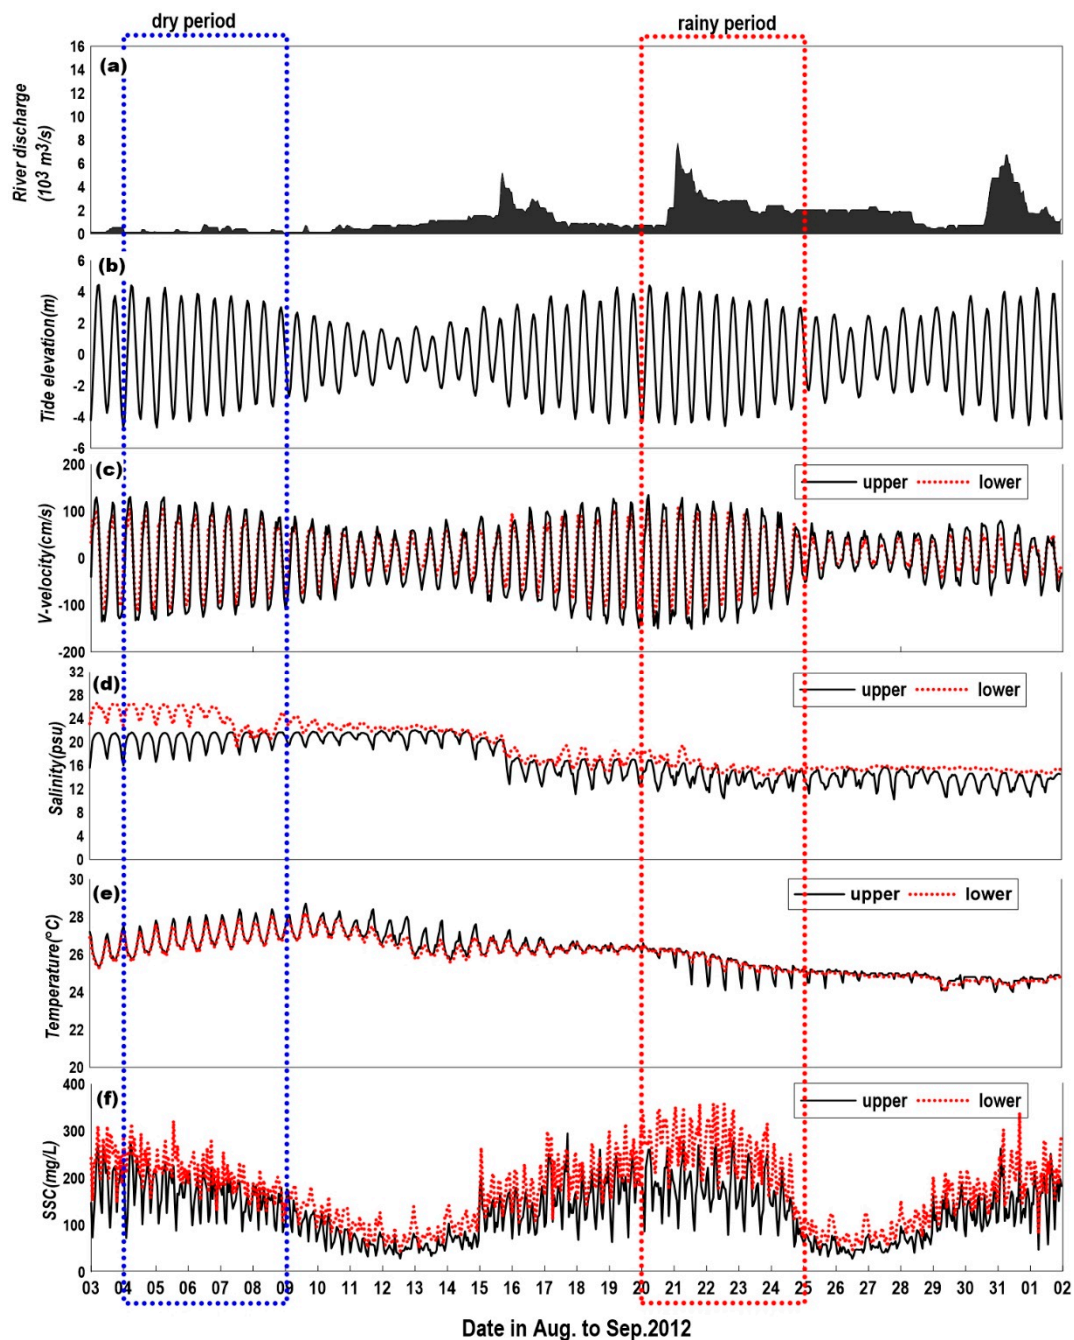 dry period
rainy period
(a)
16
14
12
10
8
6
4
2
0
River discharge
(10³ m³/s)
(b)
6
4
2
0
-2
-4
-6
Tide elevation(m)
(c)
200
100
0
-100
-200
V-velocity(cm/s)
upper lower
(d)
32
28
24
20
16
12
8
4
0
Salinity(psu)
upper lower
(e)
30
28
26
24
22
20
Temperature(°C)
upper lower
(f)
400
300
200
100
0
SSC(mg/L)
upper lower
03 04 05 06 07 08 09 10 11 12 13 14 15 16 17 18 19 20 21 22 23 24 25 26 27 28 29 30 31 01 02
Date in Aug. to Sep.2012